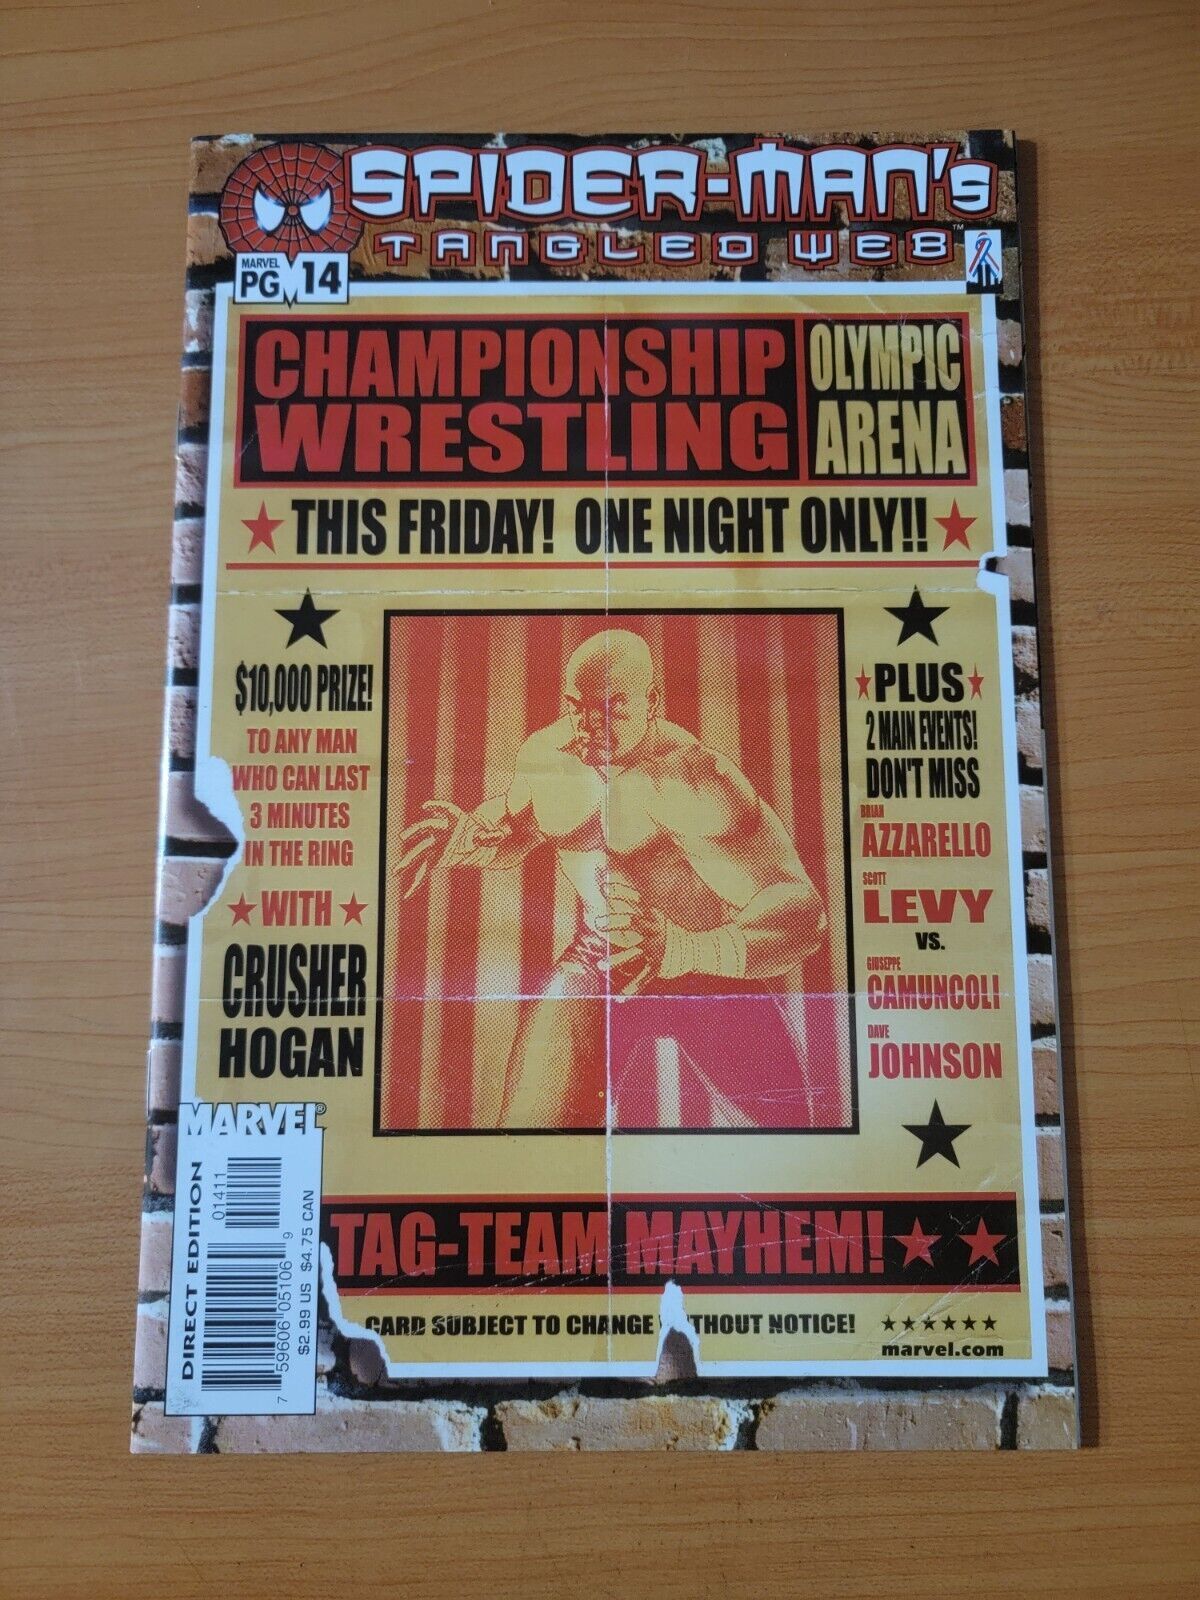 SPIDER-MAN'S
TANGLED WEB™
MARVEL
PG 14
CHAMPIONSHIP
WRESTLING
OLYMPIC
ARENA
THIS FRIDAY! ONE NIGHT ONLY!!
$10,000 PRIZE!
TO ANY MAN
WHO CAN LAST
3 MINUTES
IN THE RING
WITH
CRUSHER
HOGAN
PLUS
2 MAIN EVENTS!
DON'T MISS
BRIAN
AZZARELLO
SCOTT
LEVY
VS.
GIUSEPPE
CAMUNCOLI
DAVE
JOHNSON
MARVEL®
DIRECT EDITION
01411
7 59606 05106 9
$2.99 US $4.75 CAN
TAG-TEAM MAYHEM!
CARD SUBJECT TO CHANGE WITHOUT NOTICE!
marvel.com